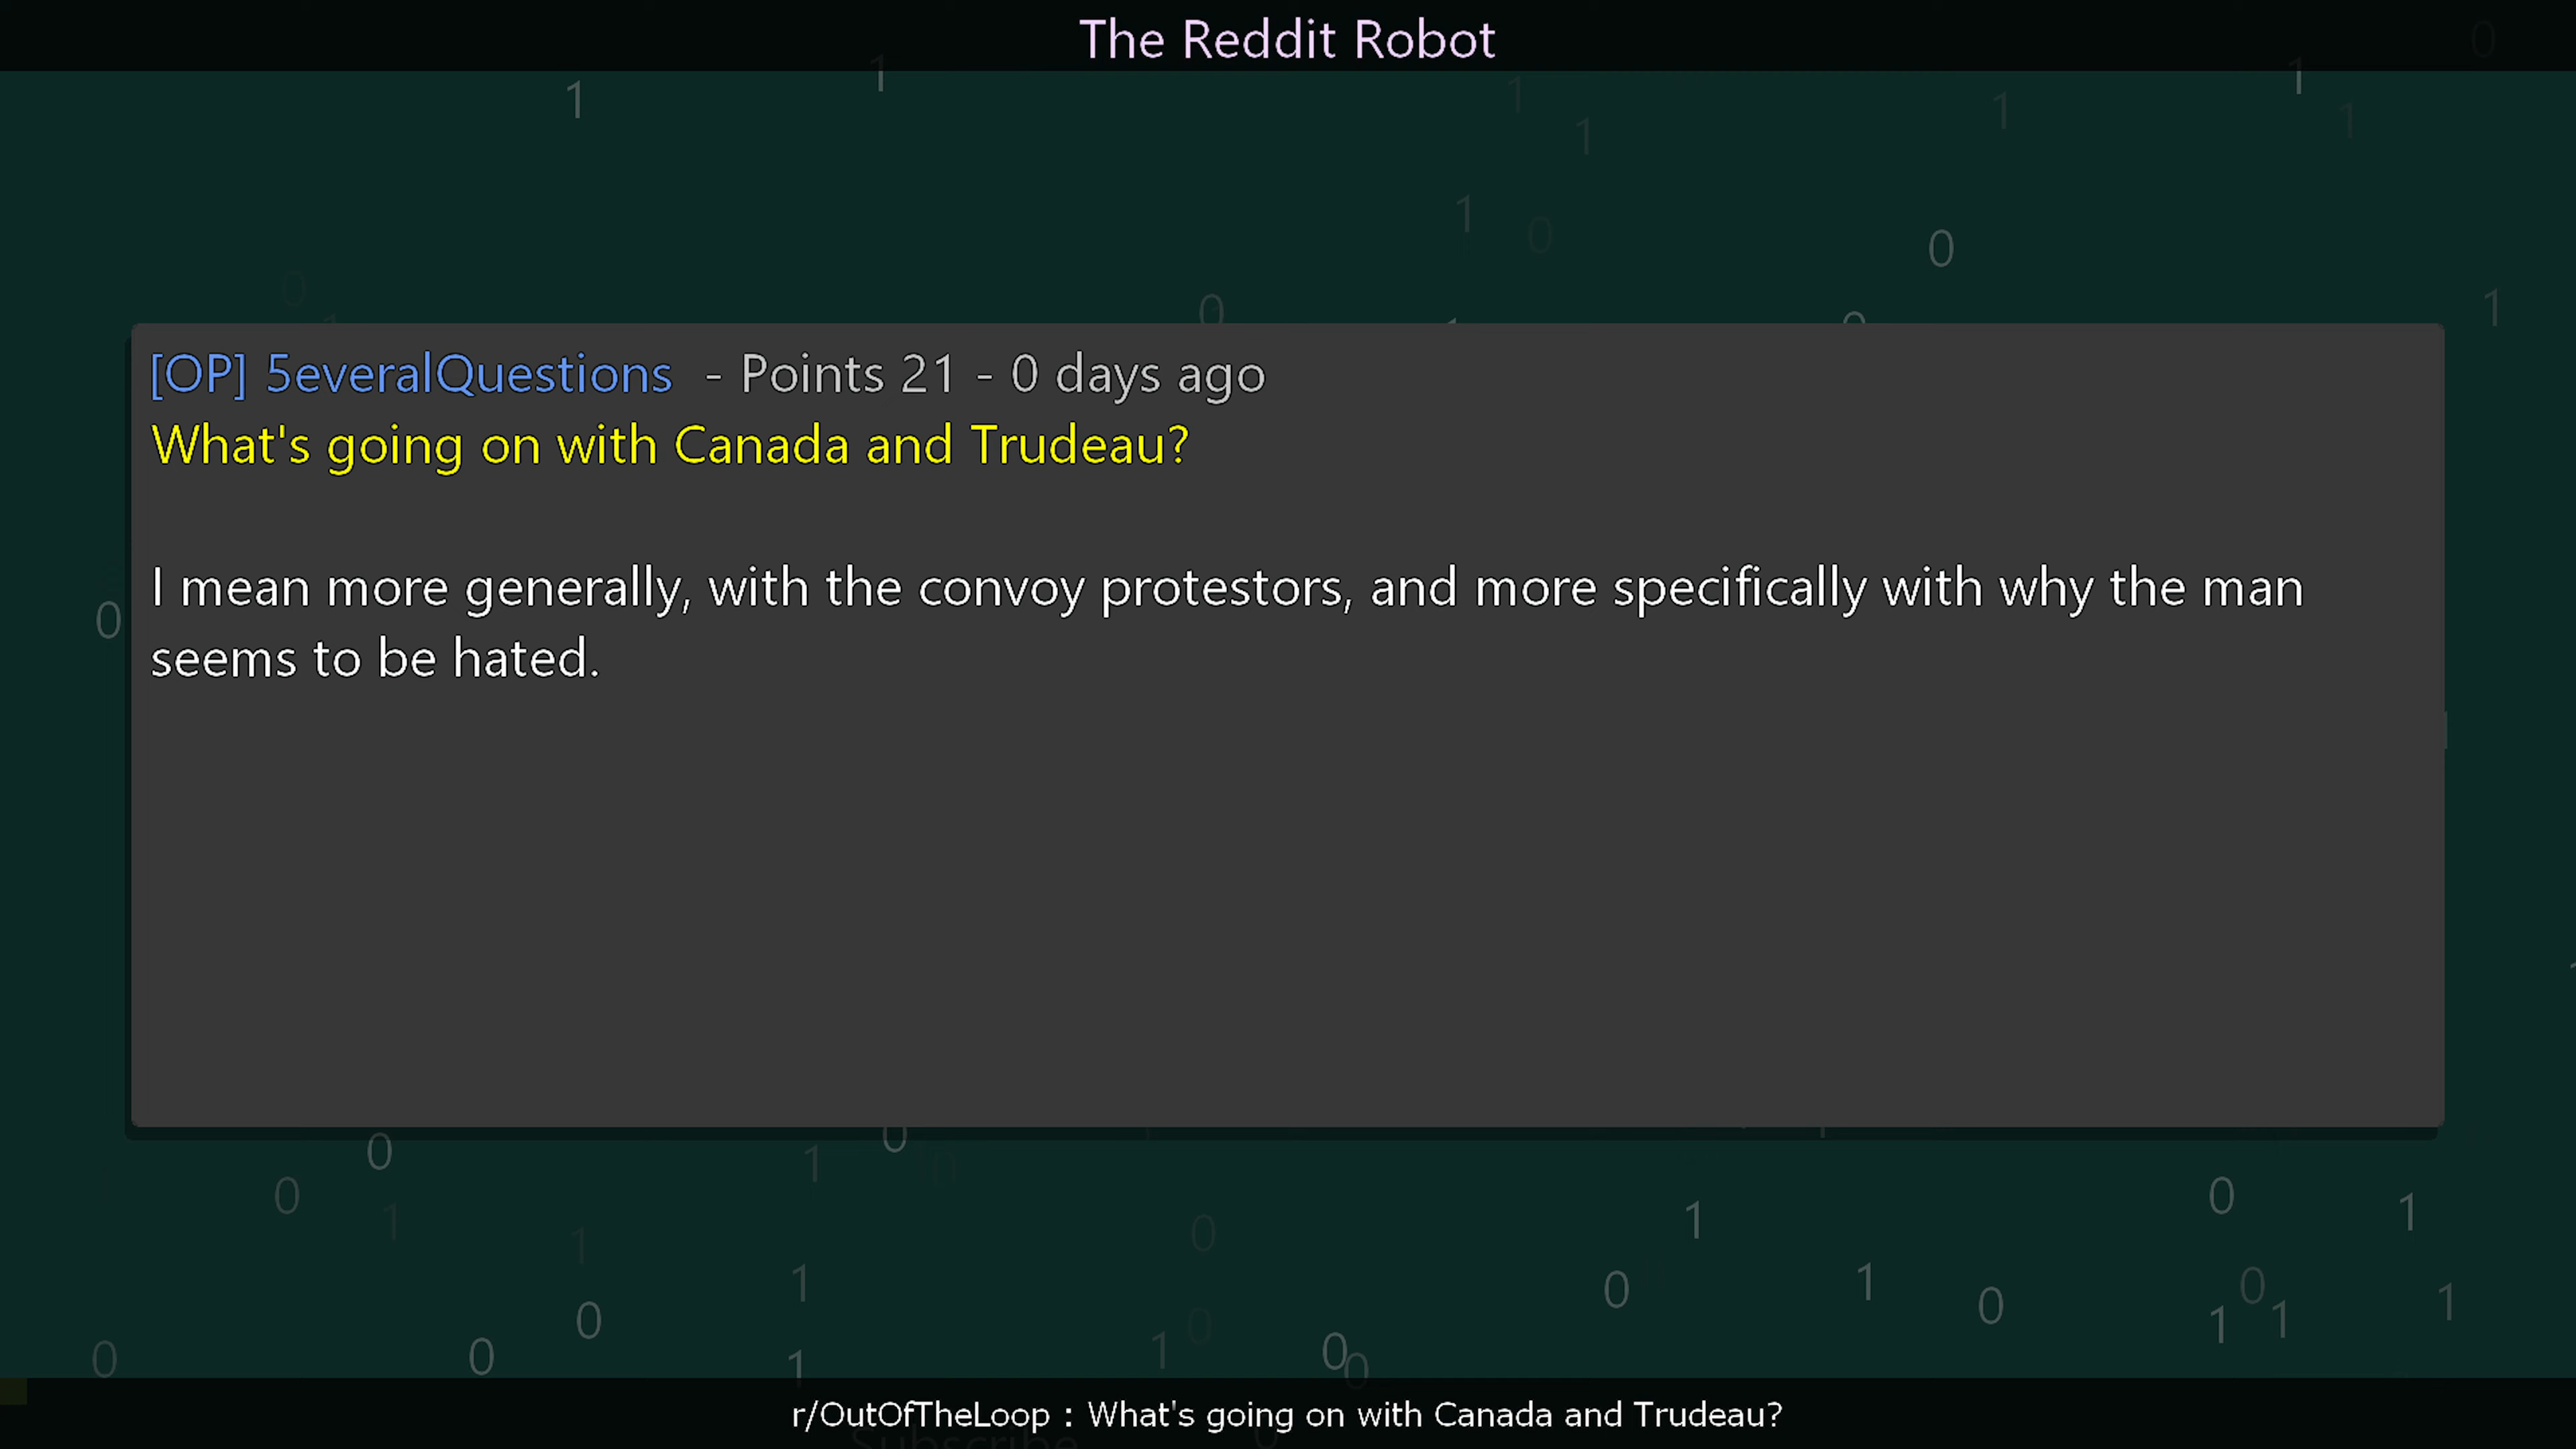 The Reddit Robot
[OP] 5everalQuestions - Points 21 - 0 days ago
What's going on with Canada and Trudeau?
I mean more generally, with the convoy protestors, and more specifically with why the man
seems to be hated.
r/OutOfTheLoop : What's going on with Canada and Trudeau?
Subscribe